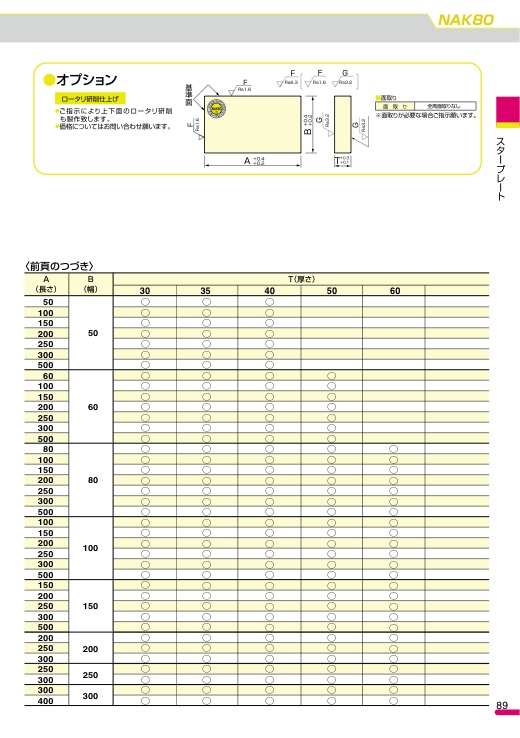 NAK80
●オプション
ロータリ研削仕上げ
●ご指示により上下面のロータリ研削
も製作致します。
●価格についてはお問い合わせ願います。
基準面
F
Ra1.6
F
Ra6.3
F
Ra1.6
G
Ra3.2
NAK80
F
Ra1.6
B +0.4 +0.2
G
Ra3.2
G
Ra3.2
A +0.4 +0.2
T +0.3 +0.1
●面取り
面 取 り 全周面取りなし
※面取りが必要な場合ご指示願います。
スタープレート
〈前頁のつづき〉
A
（長さ）
B
（幅）
T（厚さ）
30 35 40 50 60
50 ○ ○ ○
100 ○ ○ ○
150 ○ ○ ○
200 50 ○ ○ ○
250 ○ ○ ○
300 ○ ○ ○
500 ○ ○ ○
60 ○ ○ ○ ○
100 ○ ○ ○ ○
150 ○ ○ ○ ○
200 60 ○ ○ ○ ○
250 ○ ○ ○ ○
300 ○ ○ ○ ○
500 ○ ○ ○ ○
80 ○ ○ ○ ○ ○
100 ○ ○ ○ ○ ○
150 ○ ○ ○ ○ ○
200 80 ○ ○ ○ ○ ○
250 ○ ○ ○ ○ ○
300 ○ ○ ○ ○ ○
500 ○ ○ ○ ○ ○
100 ○ ○ ○ ○ ○
150 ○ ○ ○ ○ ○
200 100 ○ ○ ○ ○ ○
250 ○ ○ ○ ○ ○
300 ○ ○ ○ ○ ○
500 ○ ○ ○ ○ ○
150 ○ ○ ○ ○ ○
200 ○ ○ ○ ○ ○
250 150 ○ ○ ○ ○ ○
300 ○ ○ ○ ○ ○
500 ○ ○ ○ ○ ○
200 ○ ○ ○ ○ ○
250 200 ○ ○ ○ ○ ○
300 ○ ○ ○ ○ ○
250 250 ○ ○ ○ ○ ○
300 ○ ○ ○ ○ ○
300 300 ○ ○ ○ ○ ○
400 ○ ○ ○ ○ ○
89